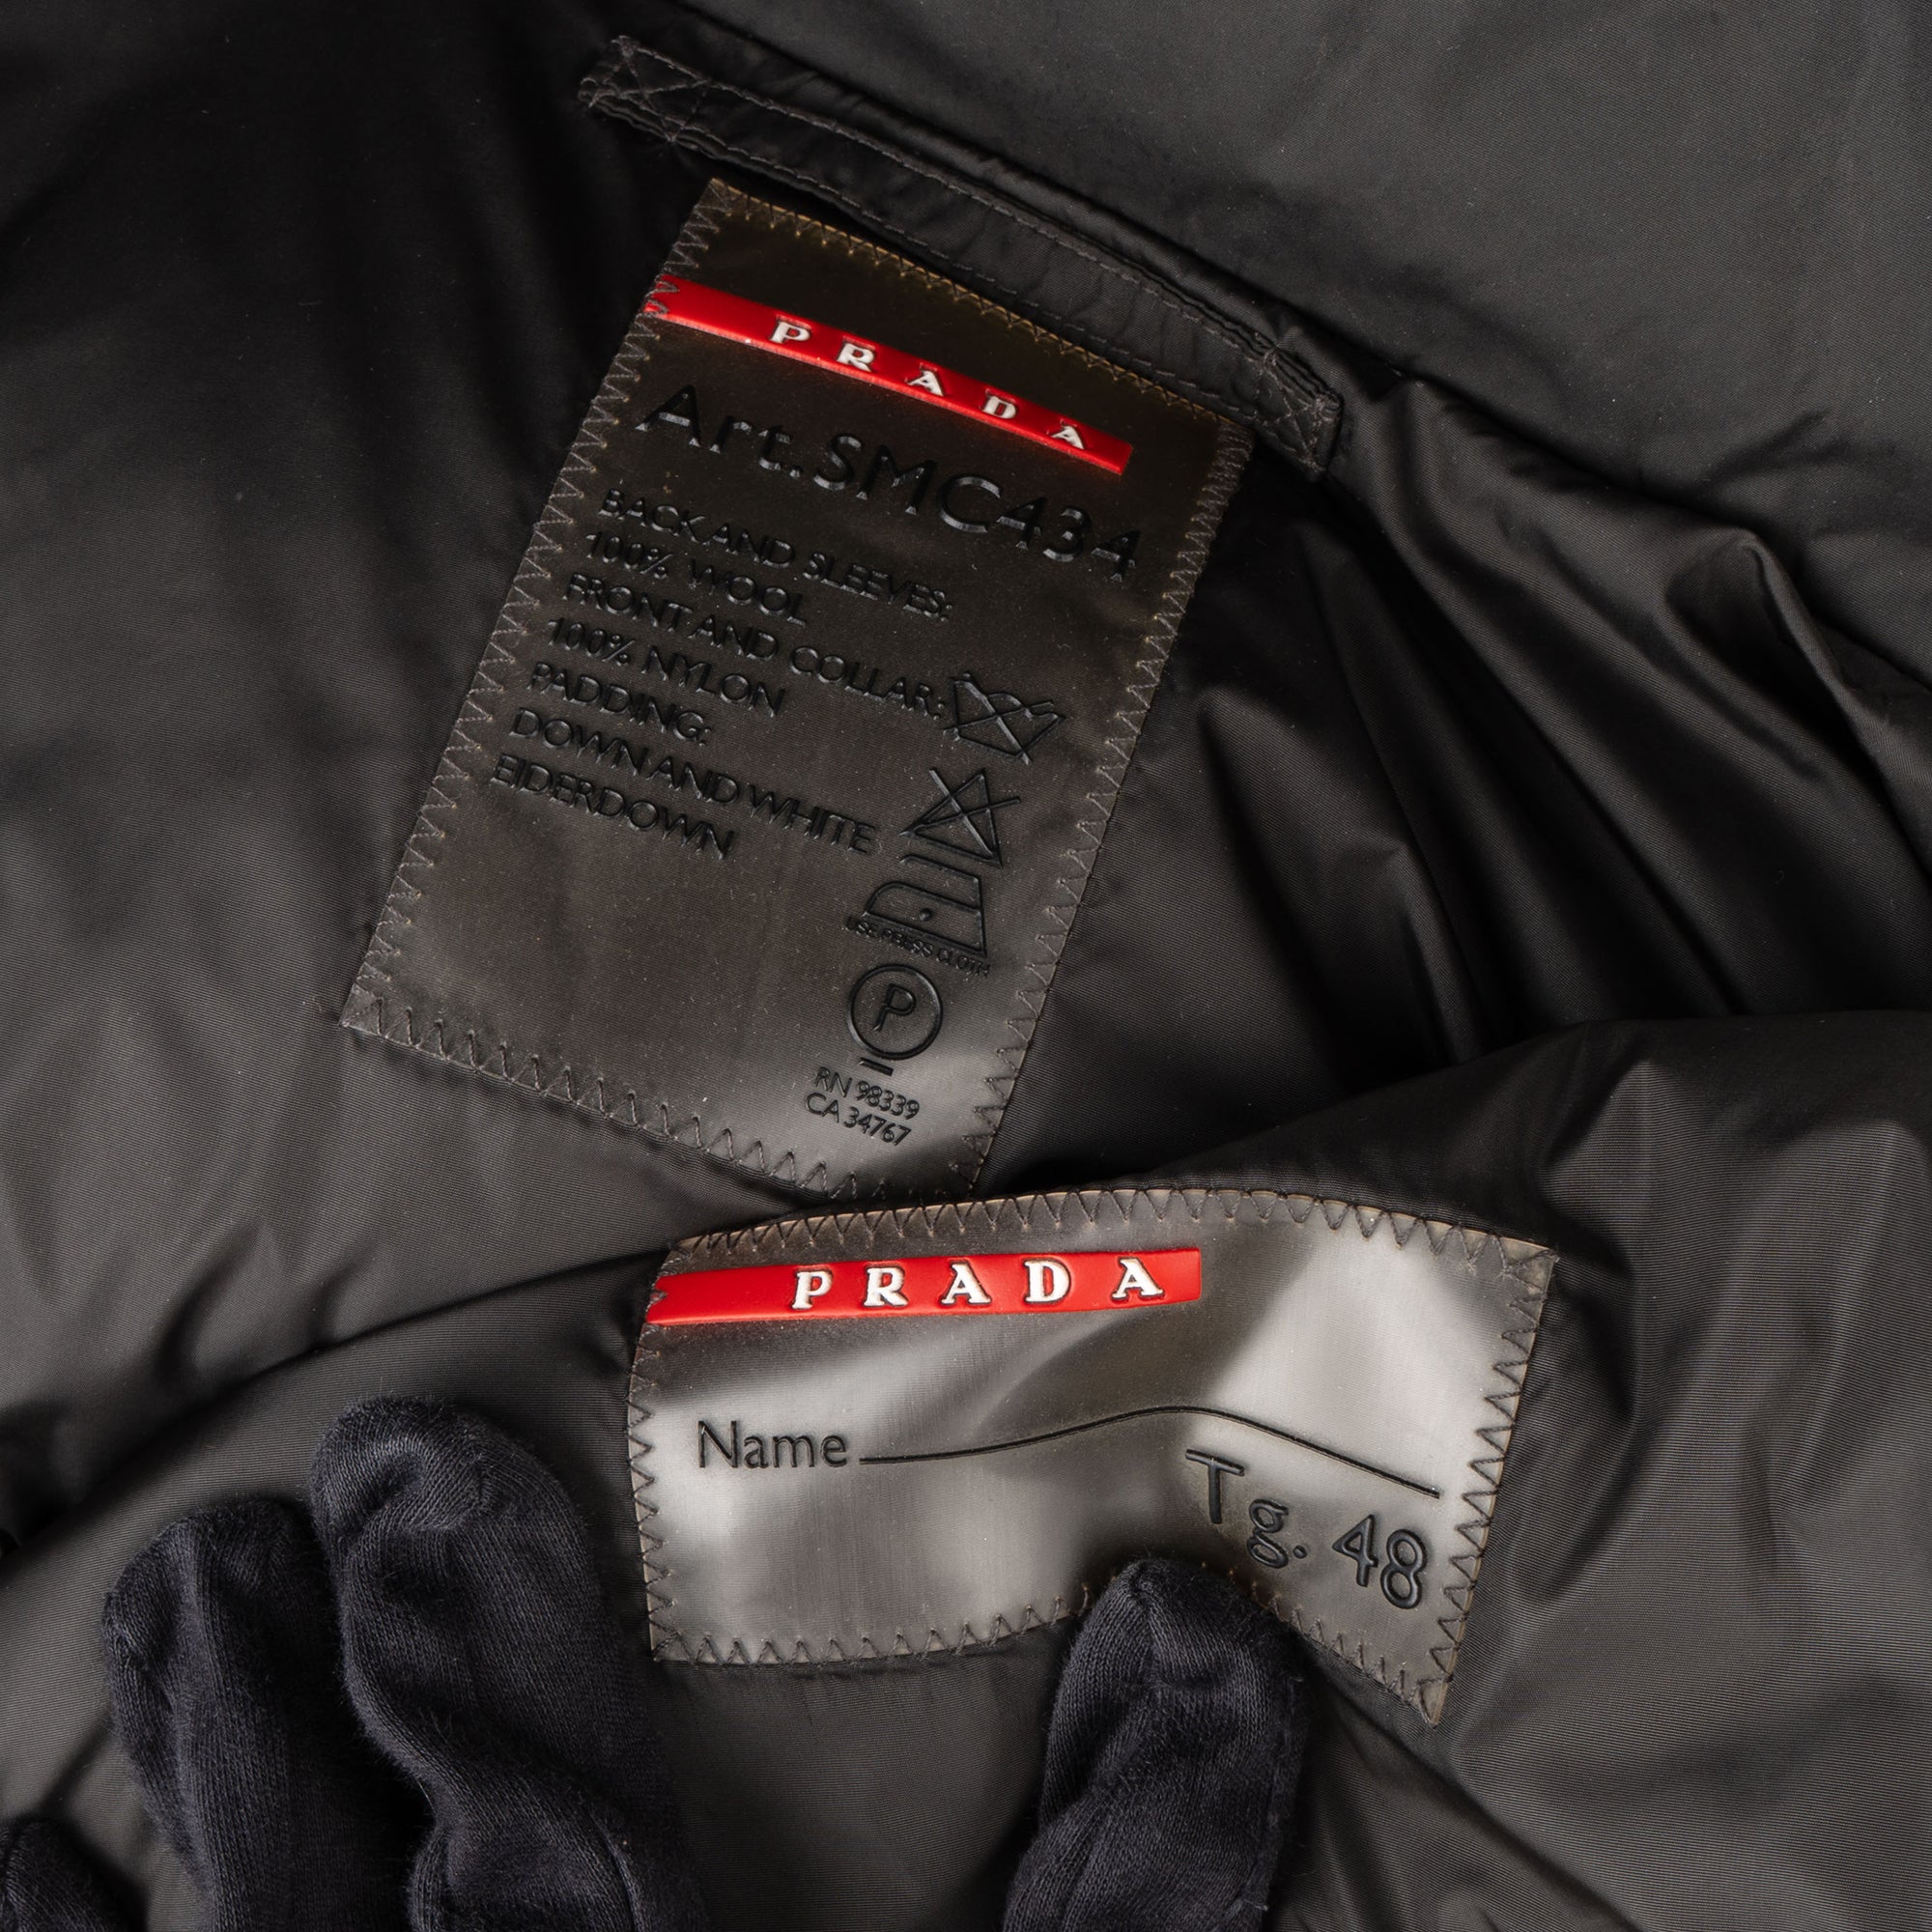 PRADA
Art.SMC434
BACK AND SLEEVES:
100% WOOL
FRONT AND COLLAR:
100% NYLON
PADDING:
DOWN AND WHITE
EIDERDOWN
USE PRESS CLOTH
P
RN 98339
CA 34767
PRADA
Name
Tg. 48